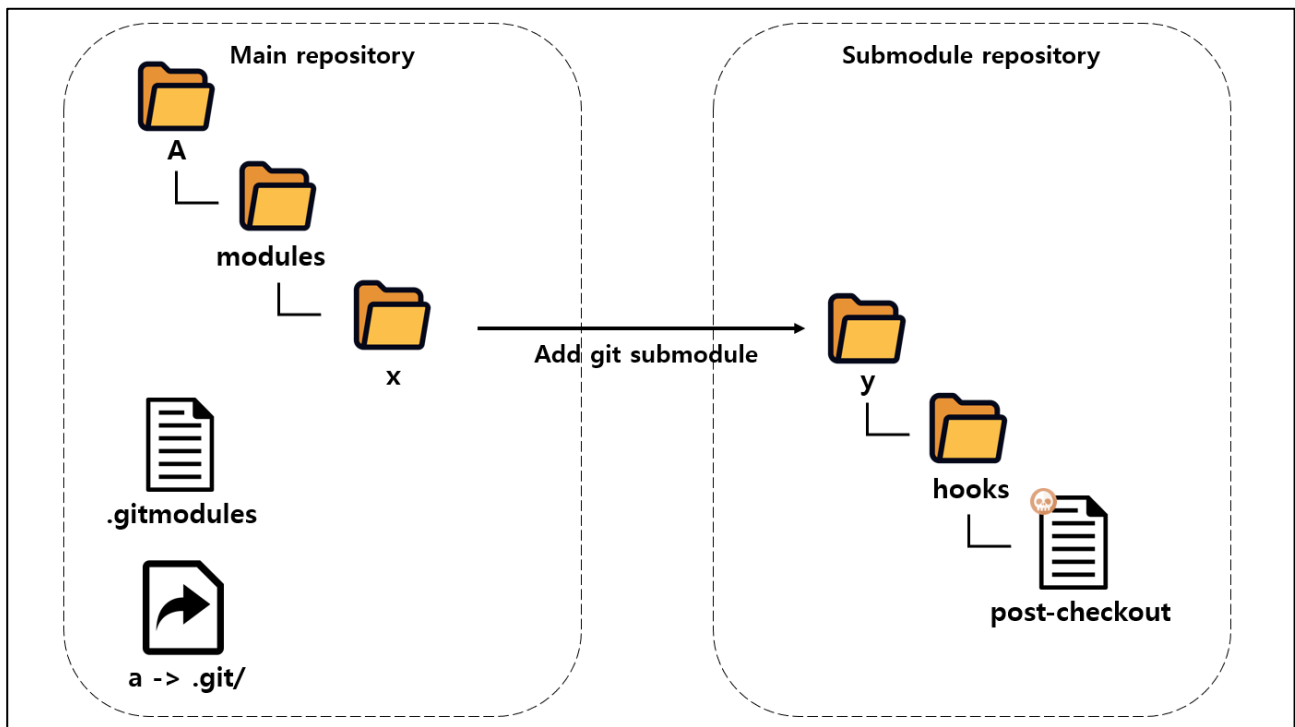 Main repository
Submodule repository
A
modules
x
Add git submodule
y
hooks
.gitmodules
post-checkout
a -> .git/